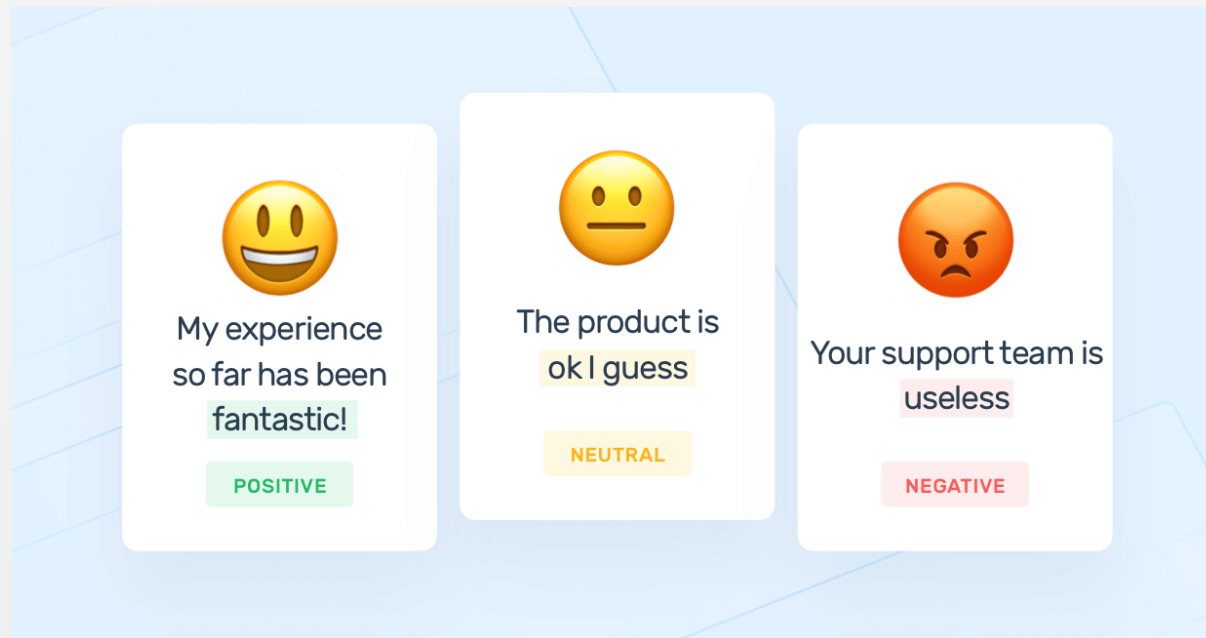 My experience
so far has been
fantastic!
POSITIVE
The product is
ok I guess
NEUTRAL
Your support team is
useless
NEGATIVE